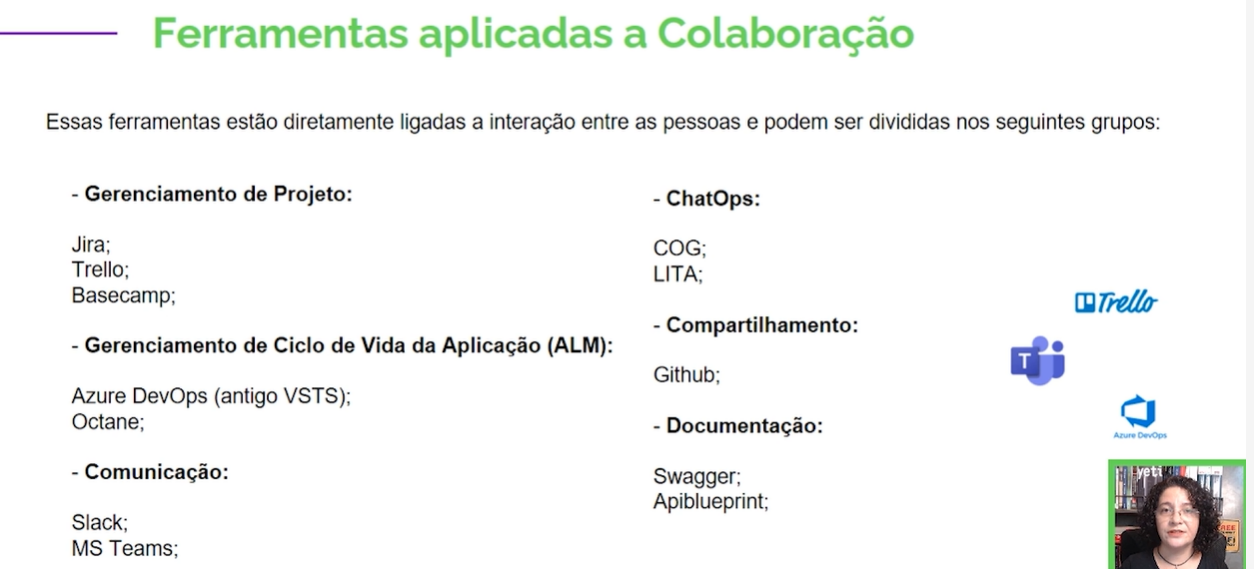 Ferramentas aplicadas a Colaboração
Essas ferramentas estão diretamente ligadas a interação entre as pessoas e podem ser divididas nos seguintes grupos:
- Gerenciamento de Projeto:
Jira;
Trello;
Basecamp;
- Gerenciamento de Ciclo de Vida da Aplicação (ALM):
Azure DevOps (antigo VSTS);
Octane;
- Comunicação:
Slack;
MS Teams;
- ChatOps:
COG;
LITA;
- Compartilhamento:
Github;
- Documentação:
Swagger;
Apiblueprint;
Trello
T
Azure DevOps
yeti